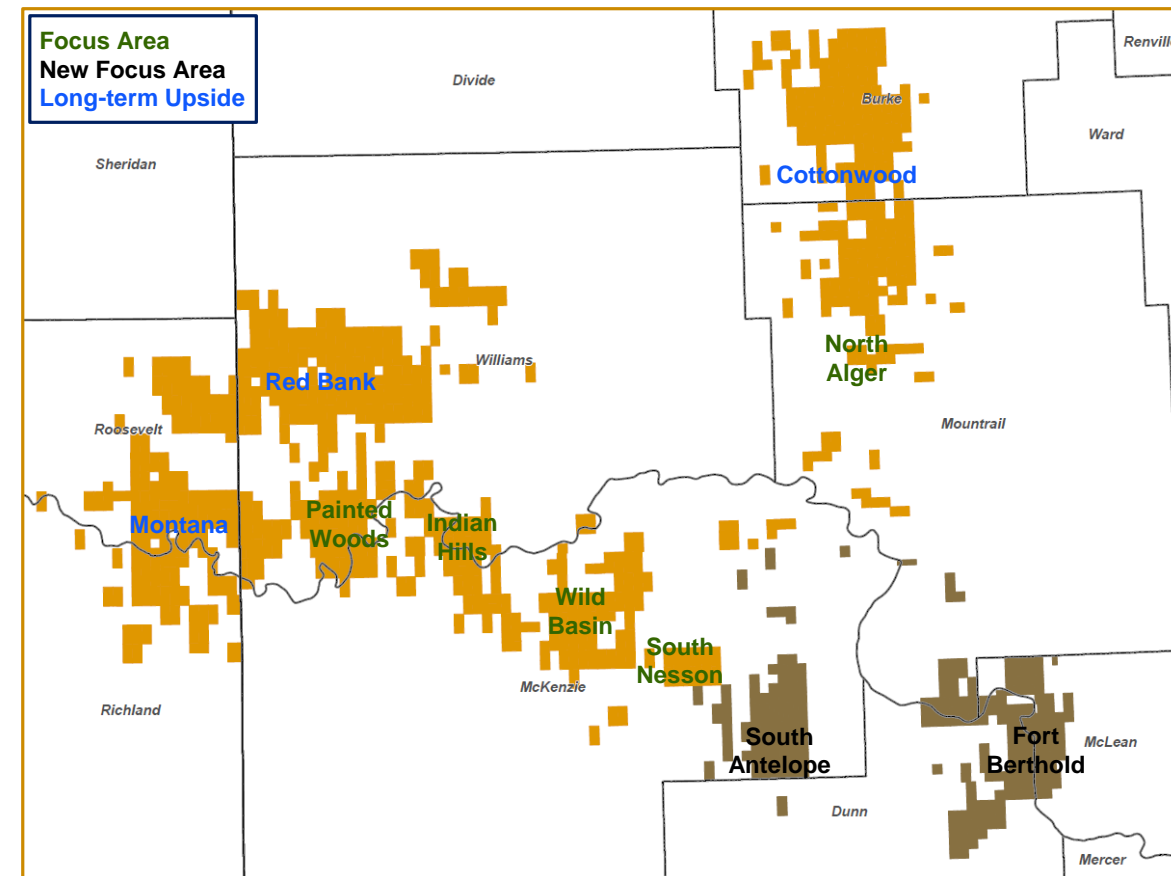 Focus Area
New Focus Area
Long-term Upside
Renville
Divide
Burke
Ward
Sheridan
Cottonwood
North
Alger
Williams
Red Bank
Roosevelt
Mountrail
Montana
Painted
Woods
Indian
Hills
Wild
Basin
South
Nesson
McKenzie
Richland
South
Antelope
Fort
Berthold
McLean
Dunn
Mercer